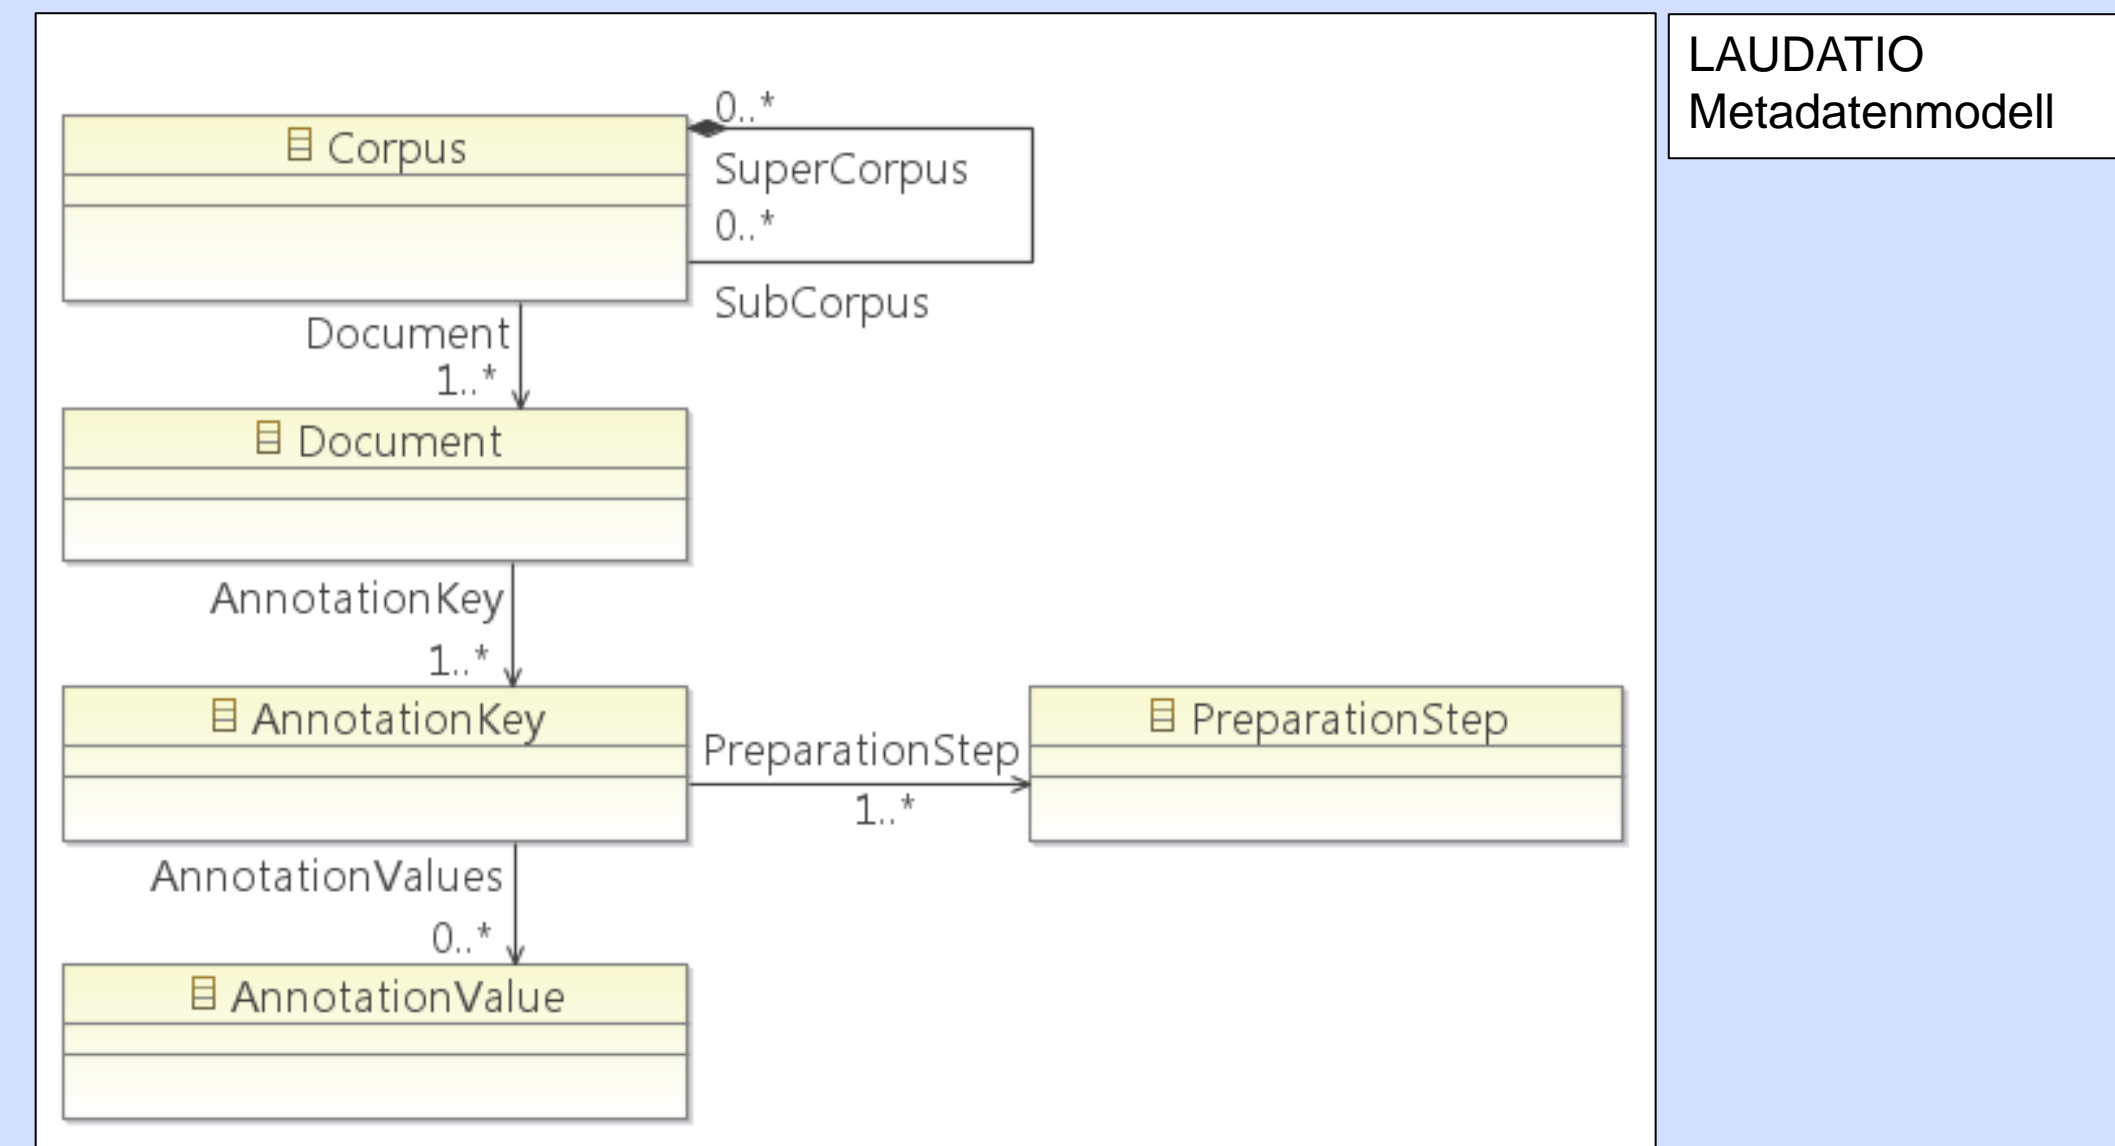 LAUDATIO
Metadatenmodell
0..*
Corpus
SuperCorpus
0..*
SubCorpus
Document
1..*
Document
AnnotationKey
1..*
AnnotationKey
PreparationStep
PreparationStep
1..*
AnnotationValues
0..*
AnnotationValue